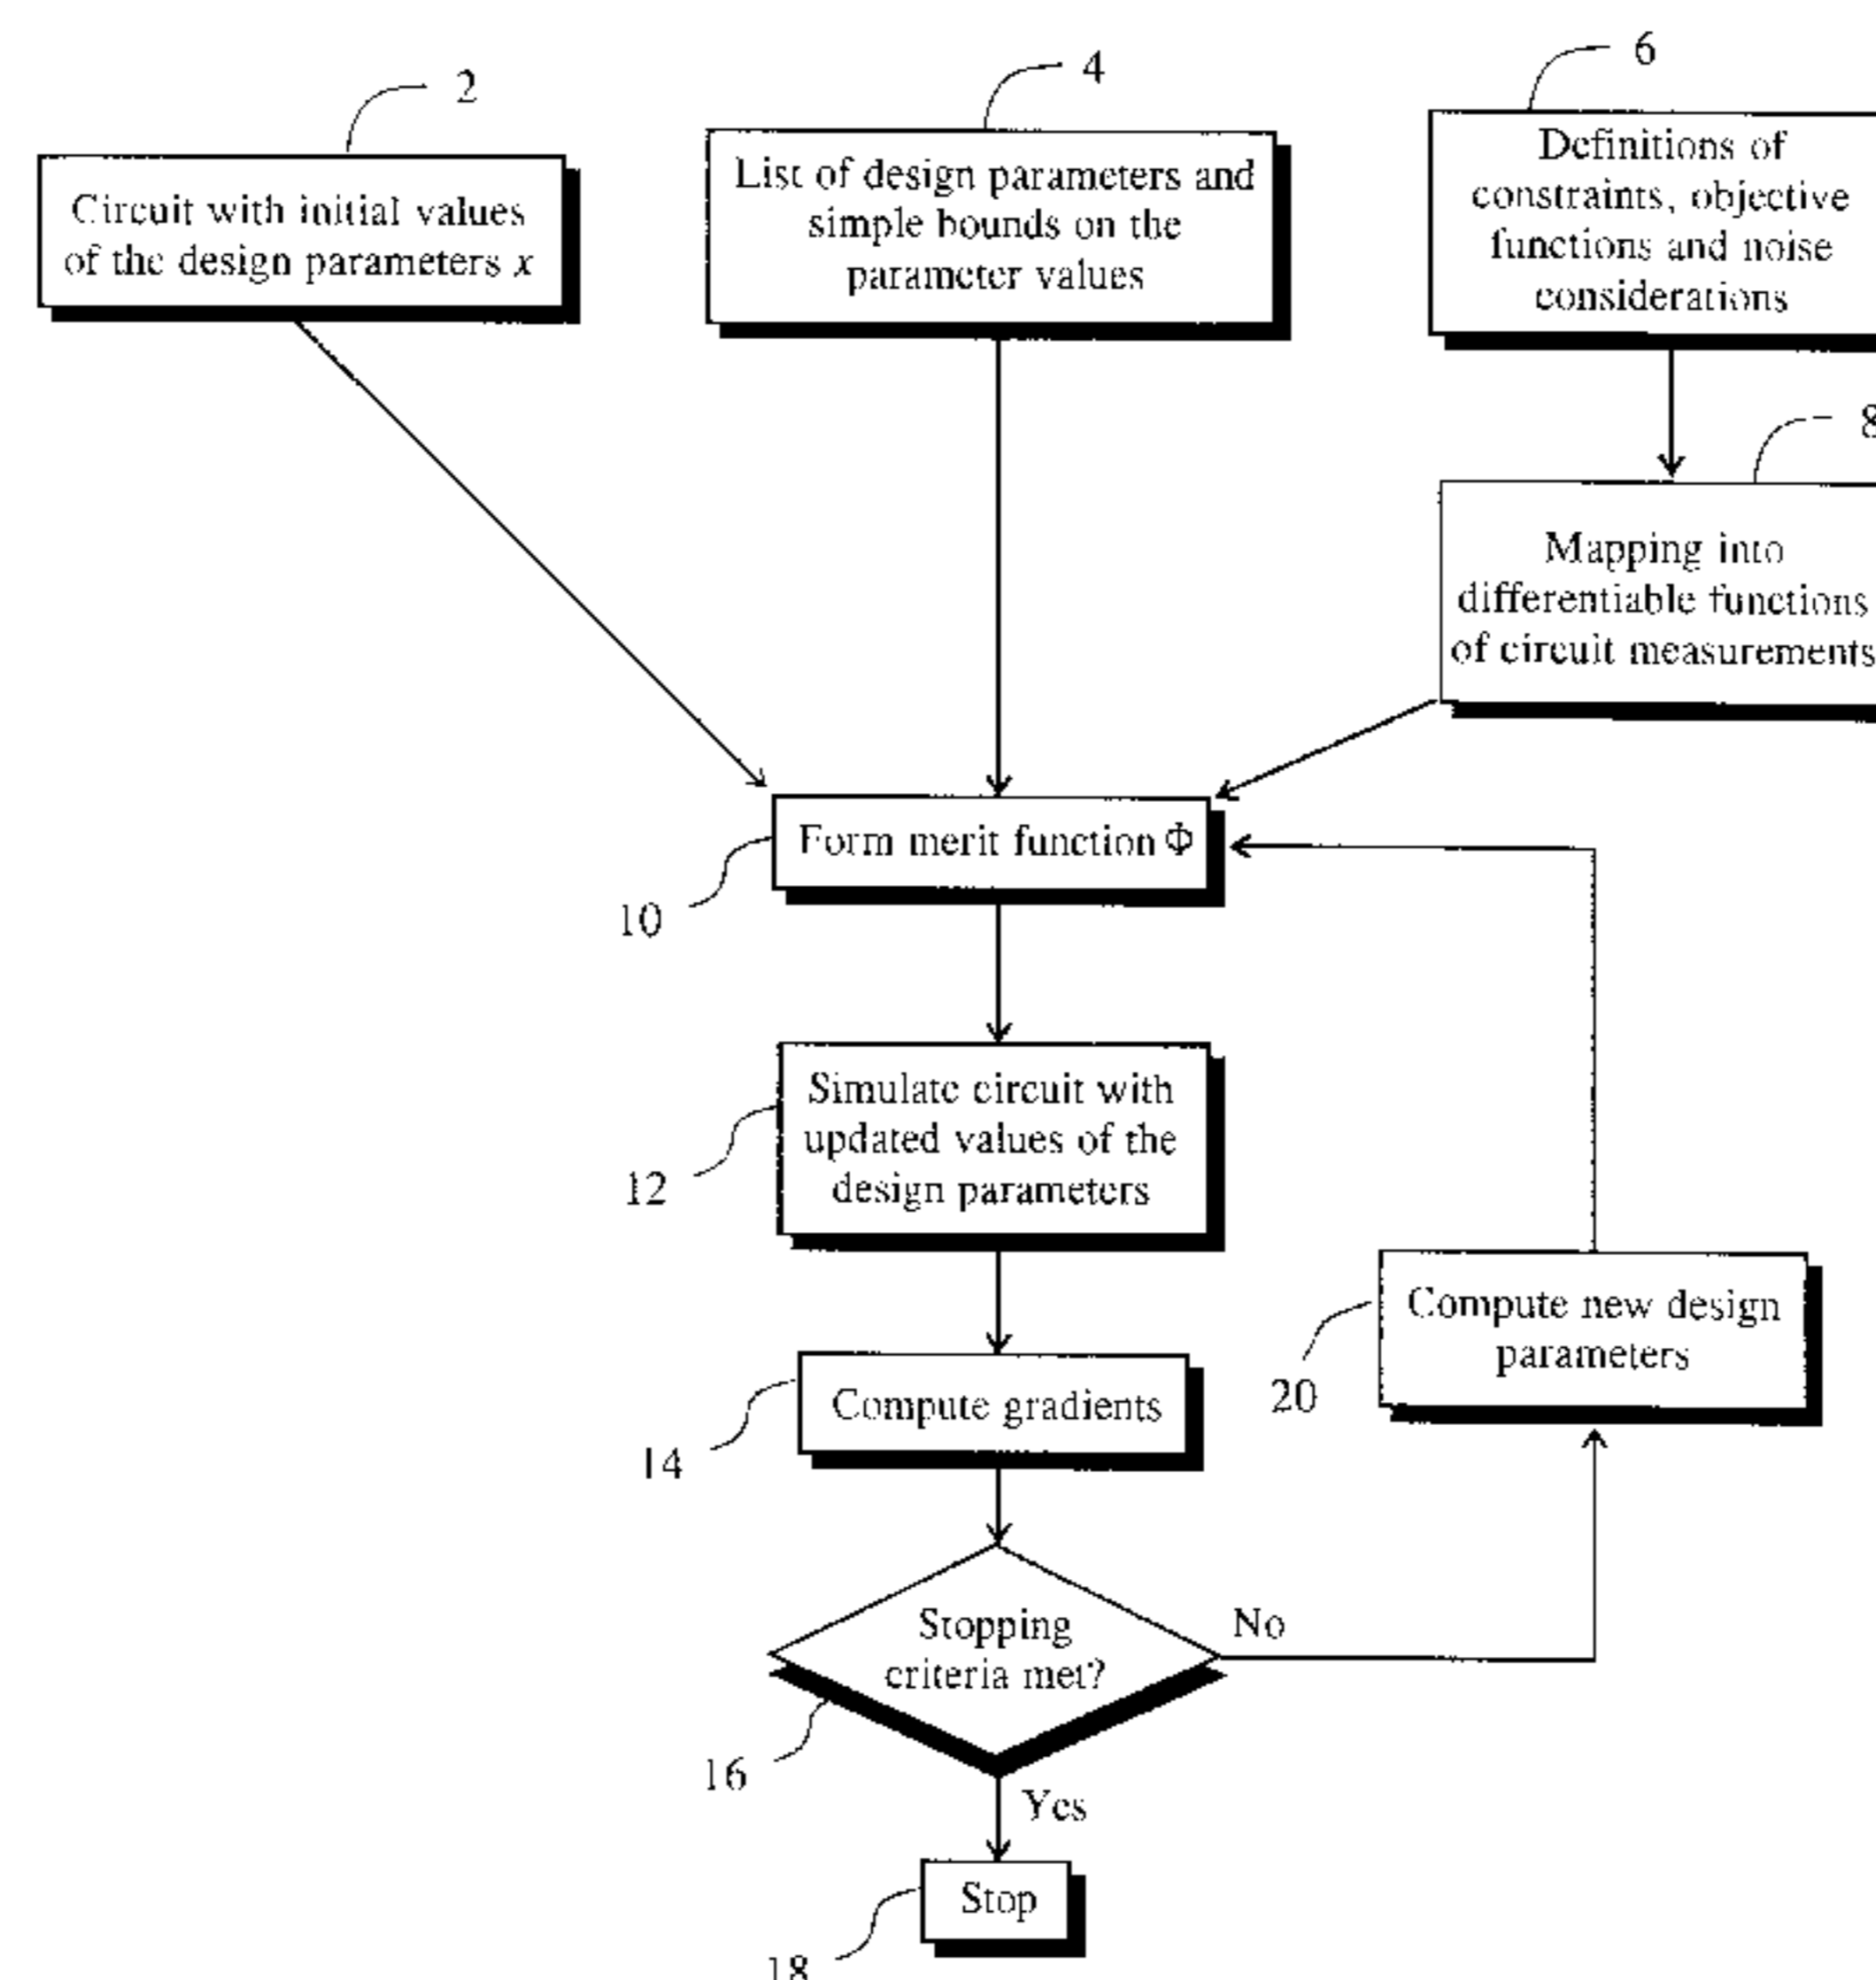 2
4
6
Circuit with initial values
of the design parameters x
List of design parameters and
simple bounds on the
parameter values
Definitions of
constraints, objective
functions and noise
considerations
8
Mapping into
differentiable functions
of circuit measurements
Form merit function Φ
10
Simulate circuit with
updated values of the
design parameters
12
Compute new design
parameters
20
Compute gradients
14
Stopping
criteria met?
No
16
Yes
Stop
18